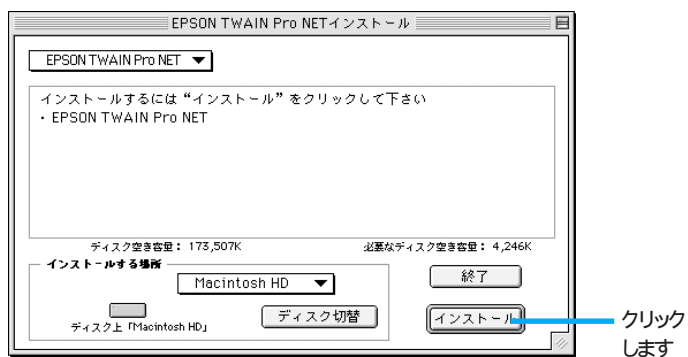 EPSON TWAIN Pro NETインストール
EPSON TWAIN Pro NET
インストールするには“インストール”をクリックして下さい
・EPSON TWAIN Pro NET
ディスク空き容量： 173,507K
必要なディスク空き容量： 4,246K
インストールする場所
Macintosh HD
終了
ディスク上「Macintosh HD」
ディスク切替
インストール
クリック
します